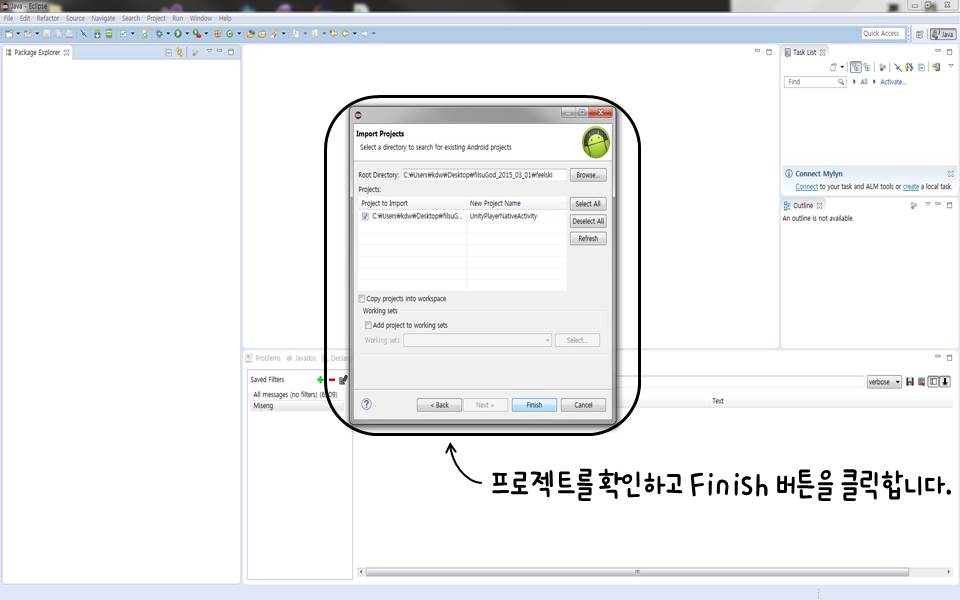 Java - Eclipse
File Edit Refactor Source Navigate Search Project Run Window Help
Quick Access
Java
Package Explorer
Task List
Find
All
Activate...
Connect Mylyn
Connect to your task and ALM tools or create a local task.
Outline
An outline is not available.
Import Projects
Select a directory to search for existing Android projects
Root Directory: C:₩Users₩kdw₩Desktop₩filsuGod_2015_03_01₩feelski
Browse...
Projects:
Project to Import New Project Name
C:₩Users₩kdw₩Desktop₩filsuG... UnityPlayerNativeActivity
Select All
Deselect All
Refresh
Copy projects into workspace
Working sets
Add project to working sets
Working sets:
Select...
? < Back Next > Finish Cancel
Problems Javadoc Declara
Saved Filters
All messages (no filters)
Miseng
verbose
Text
프로젝트를 확인하고 Finish 버튼을 클릭합니다.